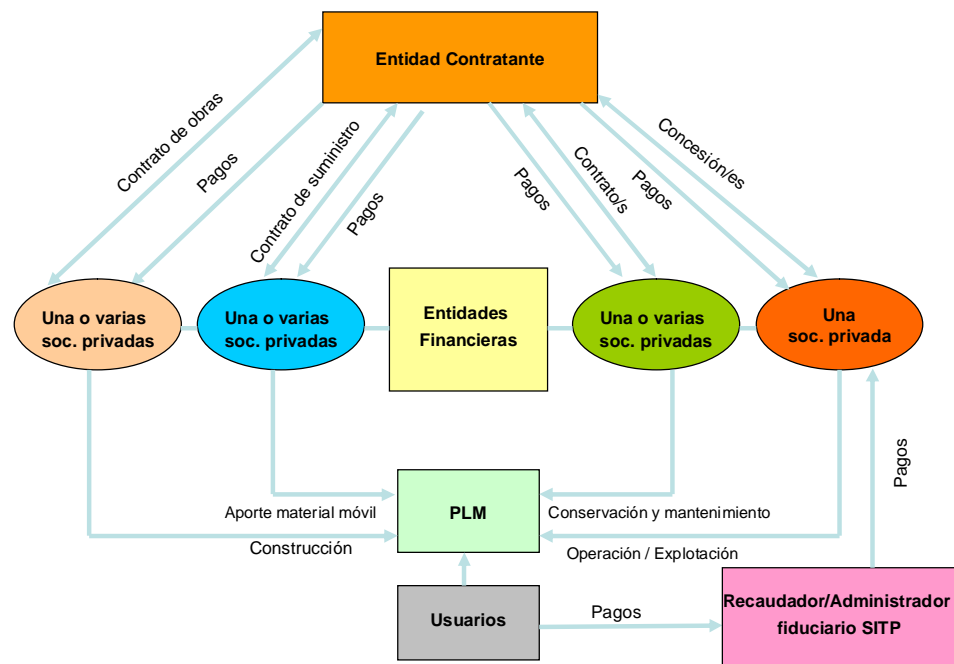 Entidad Contratante
Contrato de obras
Pagos
Contrato de suministro
Pagos
Pagos
Contrato/s
Pagos
Concesión/es
Una o varias
soc. privadas
Una o varias
soc. privadas
Entidades
Financieras
Una o varias
soc. privadas
Una
soc. privada
Pagos
Aporte material móvil
PLM
Conservación y mantenimiento
Construcción
Operación / Explotación
Usuarios
Pagos
Recaudador/Administrador
fiduciario SITP